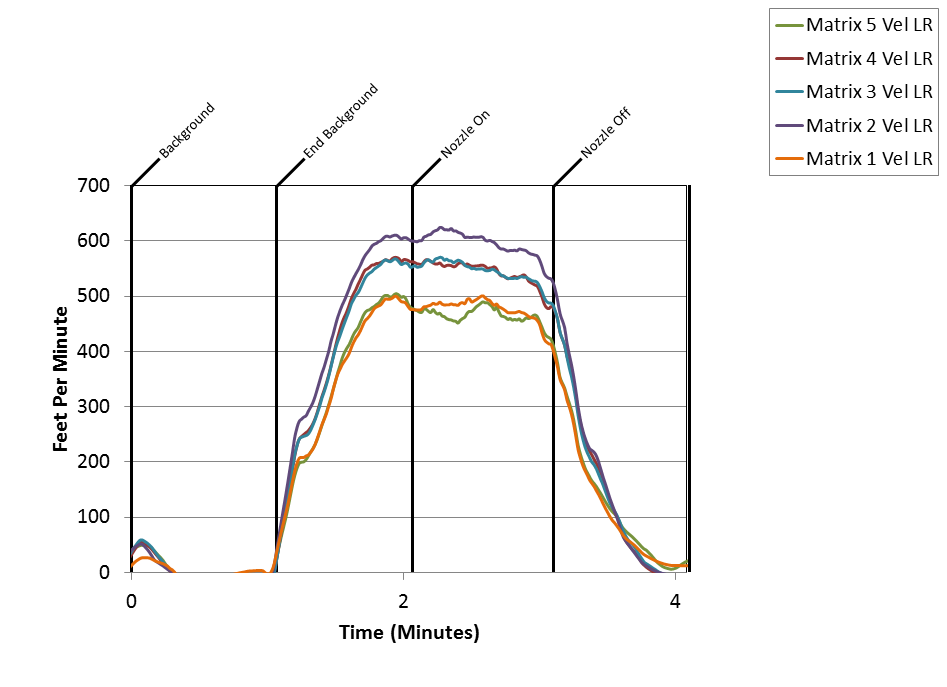 Matrix 5 Vel LR
Matrix 4 Vel LR
Matrix 3 Vel LR
Matrix 2 Vel LR
Matrix 1 Vel LR
Background
End Background
Nozzle On
Nozzle Off
700
600
500
400
300
200
100
0
Feet Per Minute
0 2 4
Time (Minutes)